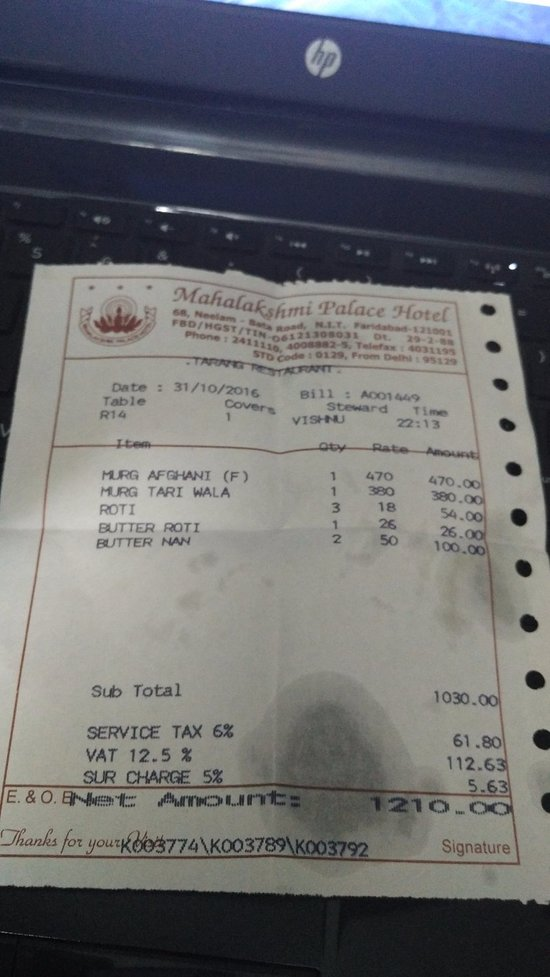 hp
Mahalakshmi Palace Hotel
68, Neelam - Bata Road, N.I.T. Faridabad-121001
FBD/HGST/TIN-06121308031 Dt. 29-2-88
Phone : 2411110, 4008882-5, Telefax : 4031195
STD Code : 0129, From Delhi : 95129
.TARANG RESTAURANT.
Date : 31/10/2016 Bill : A001449
Table Covers Steward Time
R14 1 VISHNU 22:13
Item Qty Rate Amount
MURG AFGHANI (F) 1 470 470.00
MURG TARI WALA 1 380 380.00
ROTI 3 18 54.00
BUTTER ROTI 1 26 26.00
BUTTER NAN 2 50 100.00
Sub Total 1030.00
SERVICE TAX 6% 61.80
VAT 12.5 % 112.63
SUR CHARGE 5% 5.63
E. & O. E Net Amount: 1210.00
Thanks for your K003774\K003789\K003792 Signature